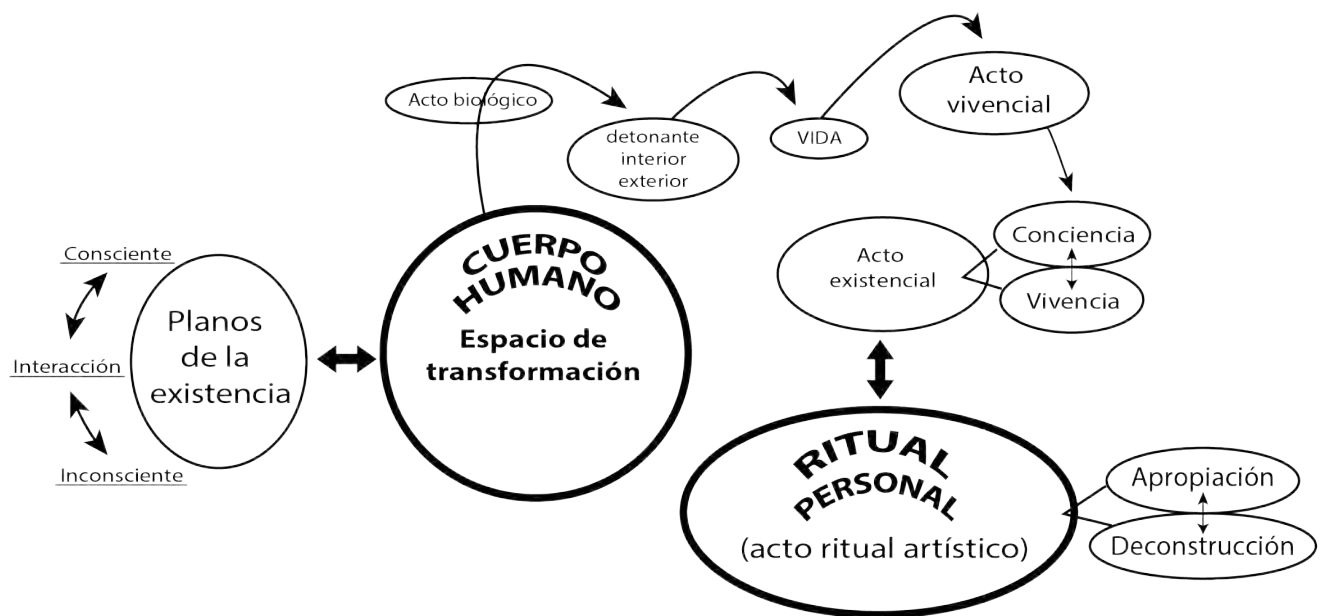 Acto biológico
detonante
interior
exterior
VIDA
Acto
vivencial
Consciente
Interacción
Inconsciente
Planos
de la
existencia
CUERPO
HUMANO
Espacio de
transformación
Acto
existencial
Conciencia
Vivencia
RITUAL
PERSONAL
(acto ritual artístico)
Apropiación
Deconstrucción